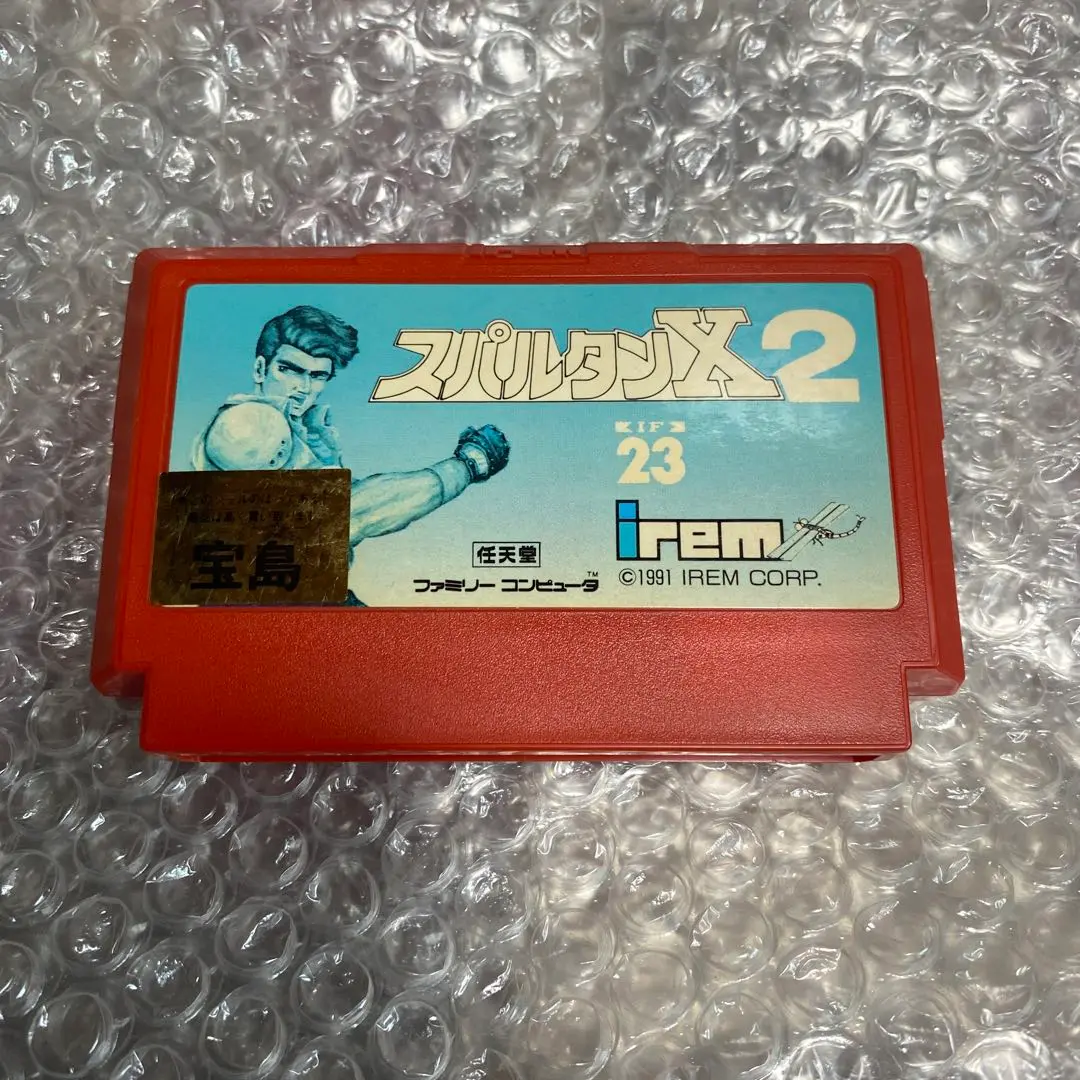 スパルタンX2
IF
23
irem
任天堂
ファミリー コンピュータ™
©1991 IREM CORP.
宝島